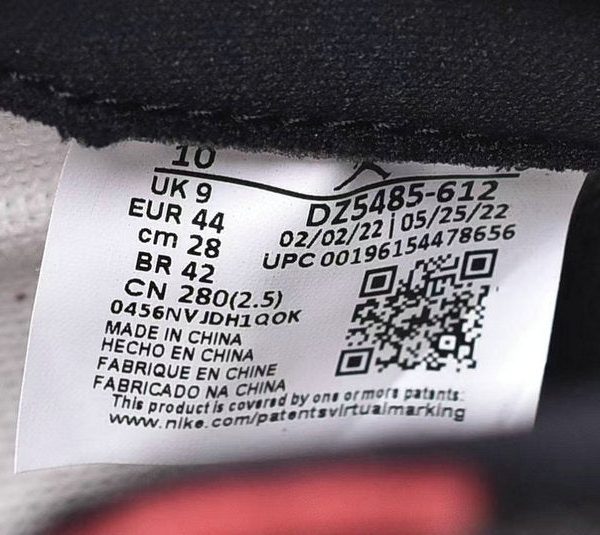 10
UK 9
EUR 44
cm 28
BR 42
CN 280(2.5)
0456NVJDH1QOK
MADE IN CHINA
HECHO EN CHINA
FABRIQUE EN CHINE
FABRICADO NA CHINA
DZ5485-612
02/02/22 | 05/25/22
UPC 00196154478656
This product is covered by one or more patents:
www.nike.com/patentsvirtualmarking